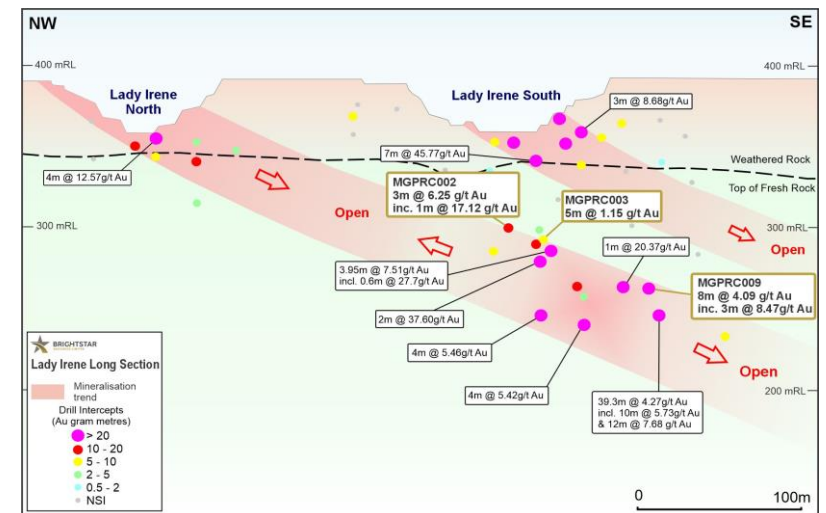 NW
SE
400 mRL
400 mRL
Lady Irene
North
Lady Irene South
3m @ 8.68g/t Au
7m @ 45.77g/t Au
4m @ 12.57g/t Au
Weathered Rock
Top of Fresh Rock
MGPRC002
3m @ 6.25 g/t Au
inc. 1m @ 17.12 g/t Au
MGPRC003
5m @ 1.15 g/t Au
Open
300 mRL
300 mRL
Open
1m @ 20.37g/t Au
3.95m @ 7.51g/t Au
incl. 0.6m @ 27.7g/t Au
MGPRC009
8m @ 4.09 g/t Au
inc. 3m @ 8.47g/t Au
2m @ 37.60g/t Au
4m @ 5.46g/t Au
Open
4m @ 5.42g/t Au
200 mRL
39.3m @ 4.27g/t Au
incl. 10m @ 5.73g/t Au
& 12m @ 7.68 g/t Au
BRIGHTSTAR
Lady Irene Long Section
Mineralisation
trend
Drill Intercepts
(Au gram metres)
> 20
10 - 20
5 - 10
2 - 5
0.5 - 2
NSI
0
100m